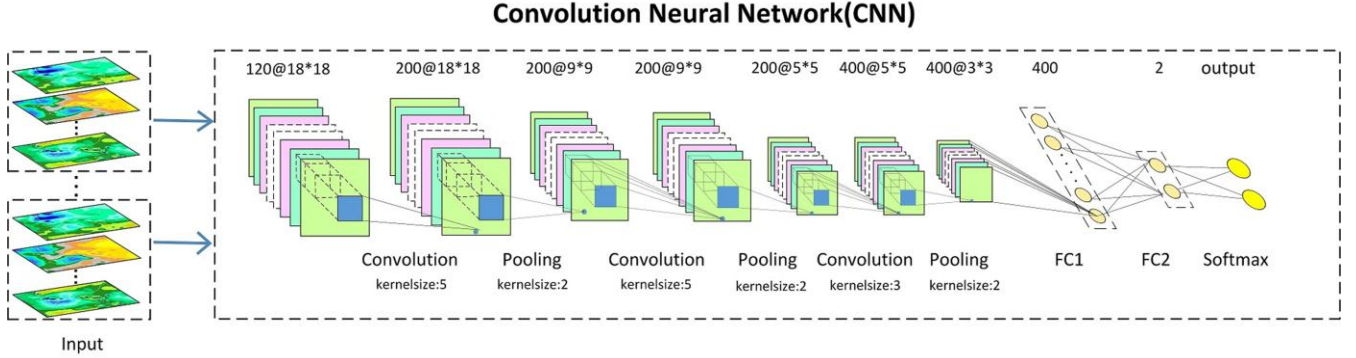 Convolution Neural Network(CNN)
120@18*18 200@18*18 200@9*9 200@9*9 200@5*5 400@5*5 400@3*3 400 2 output
Convolution Pooling Convolution Pooling Convolution Pooling FC1 FC2 Softmax
kernelsize:5 kernelsize:2 kernelsize:5 kernelsize:2 kernelsize:3 kernelsize:2
Input